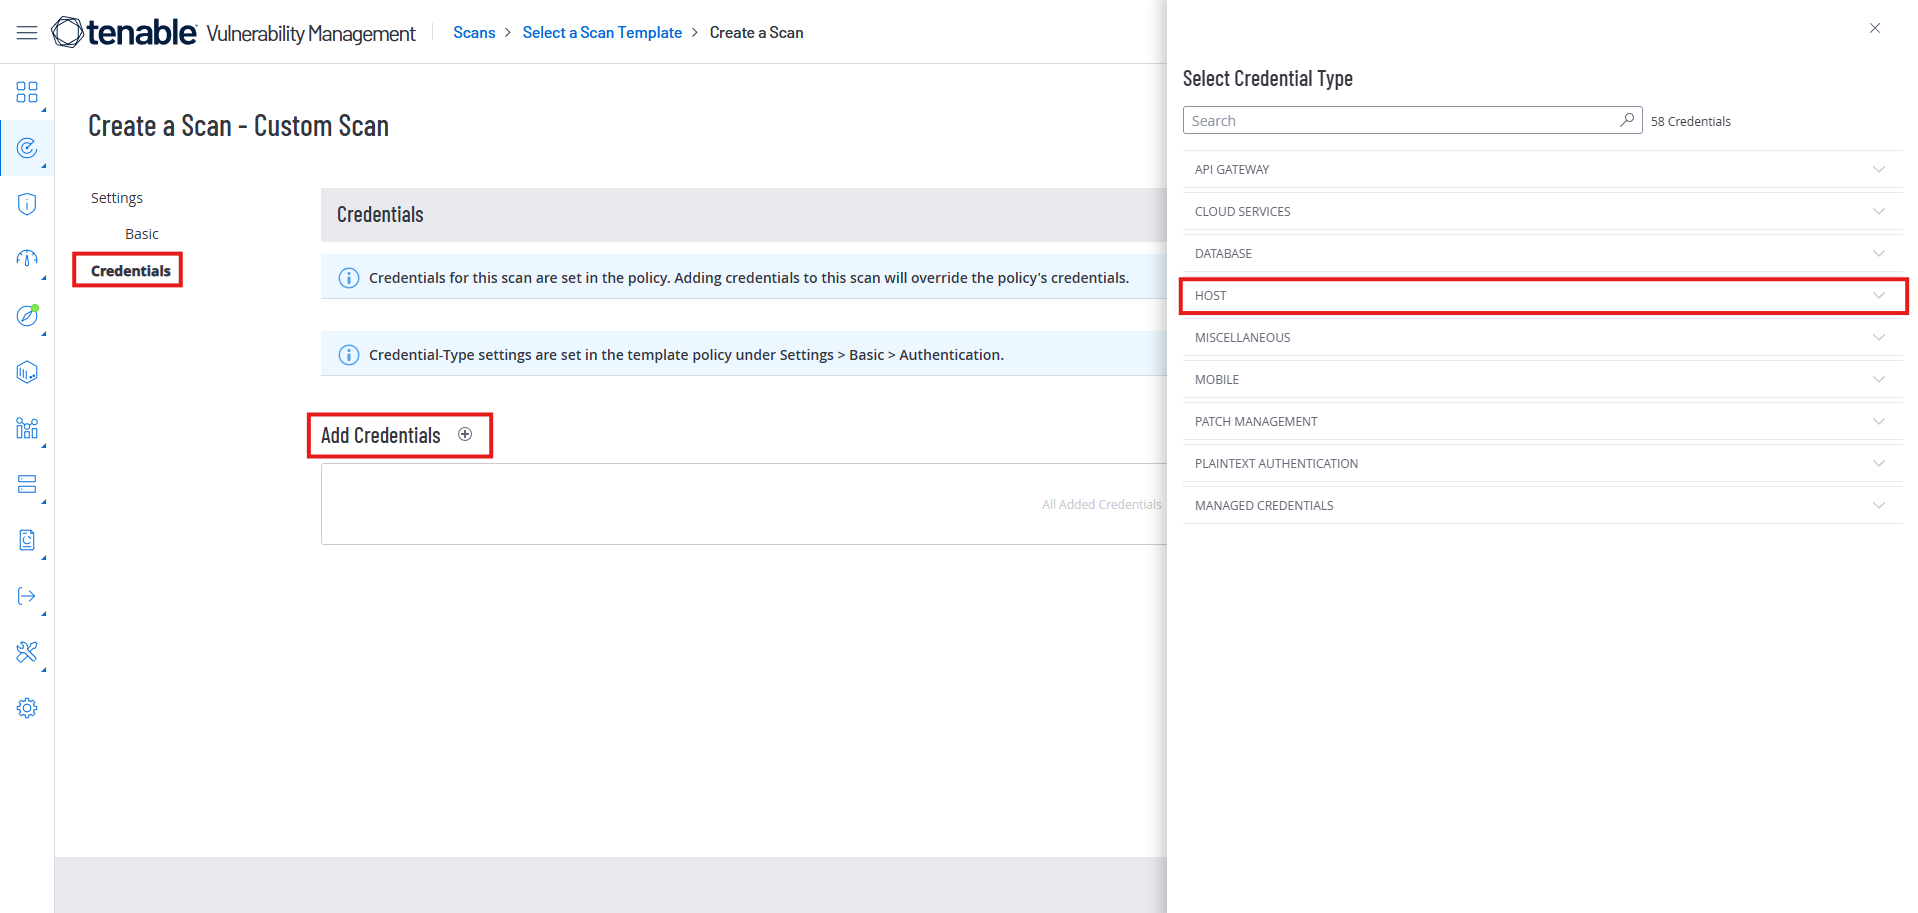 tenable Vulnerability Management Scans > Select a Scan Template > Create a Scan
Create a Scan - Custom Scan
Settings
Basic
Credentials
Credentials
Credentials for this scan are set in the policy. Adding credentials to this scan will override the policy's credentials.
Credential-Type settings are set in the template policy under Settings > Basic > Authentication.
Add Credentials
All Added Credentials
Select Credential Type
Search
58 Credentials
API GATEWAY
CLOUD SERVICES
DATABASE
HOST
MISCELLANEOUS
MOBILE
PATCH MANAGEMENT
PLAINTEXT AUTHENTICATION
MANAGED CREDENTIALS